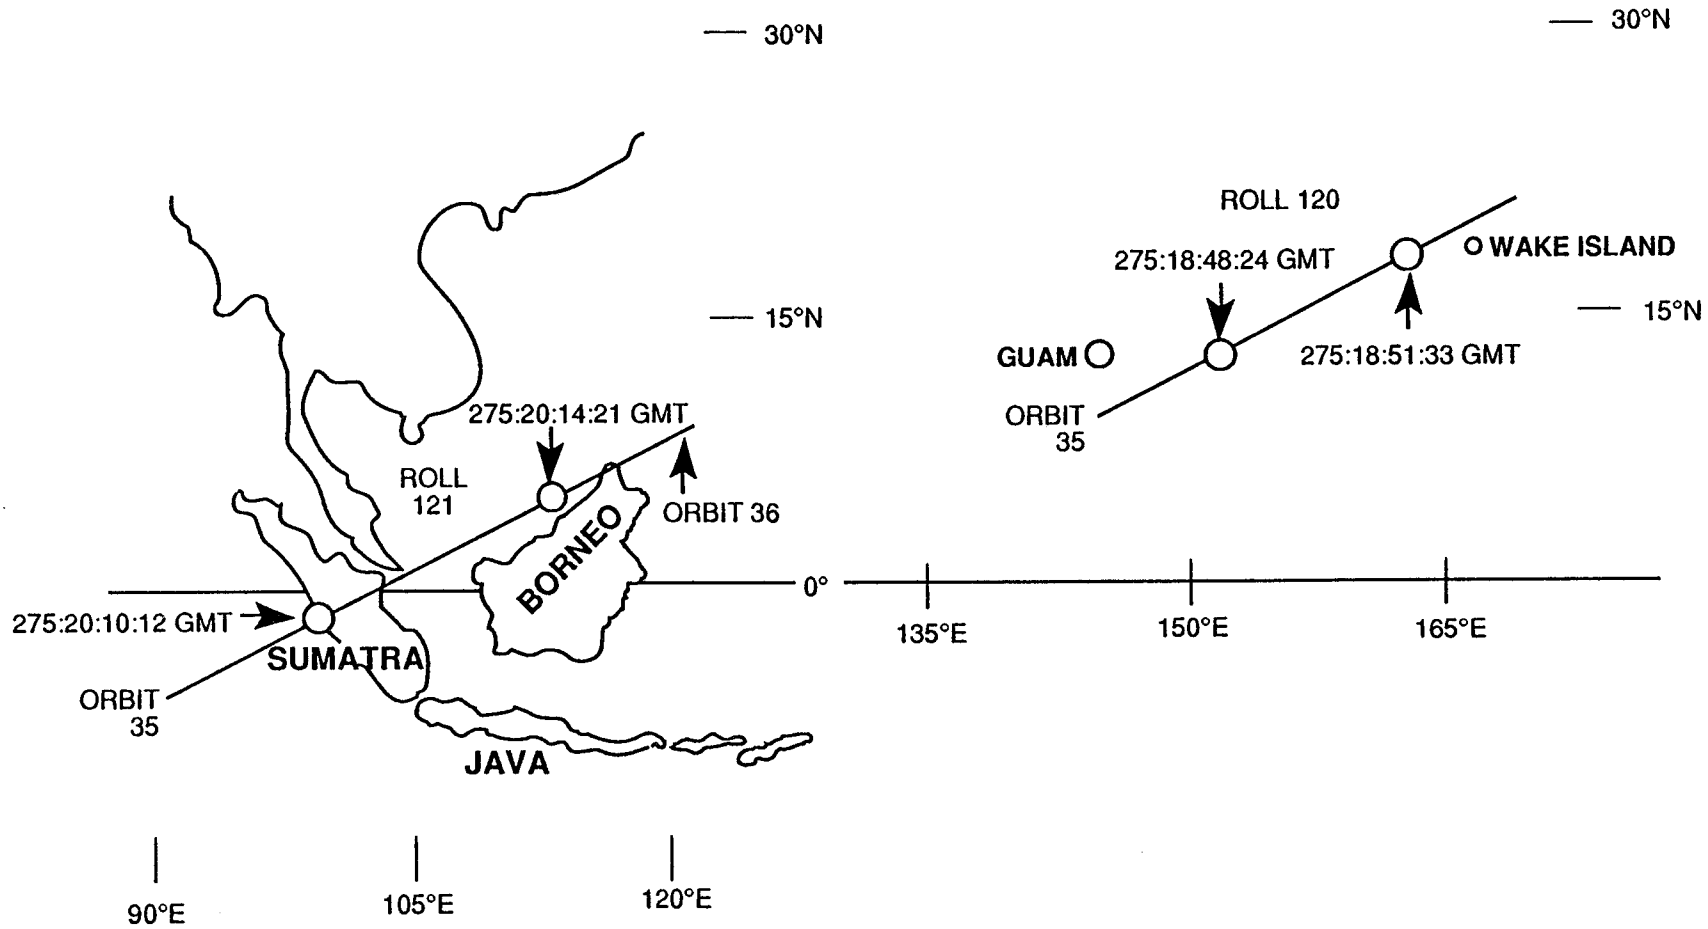 30°N
15°N
275:20:14:21 GMT
ROLL
121
ORBIT 36
BORNEO
0°
275:20:10:12 GMT
SUMATRA
ORBIT
35
JAVA
90°E
105°E
120°E
30°N
ROLL 120
275:18:48:24 GMT
WAKE ISLAND
15°N
GUAM
275:18:51:33 GMT
ORBIT
35
135°E
150°E
165°E